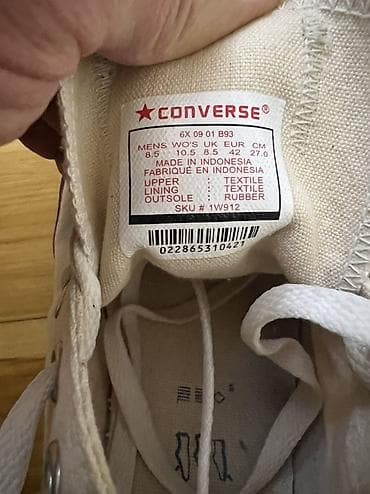 ★CONVERSE®
6X 09 01 B93
MENS WO'S UK EUR CM
8.5 10.5 8.5 42 27.0
MADE IN INDONESIA
FABRIQUÉ EN INDONESIA
UPPER : TEXTILE
LINING : TEXTILE
OUTSOLE : RUBBER
SKU # 1W912
022865310421